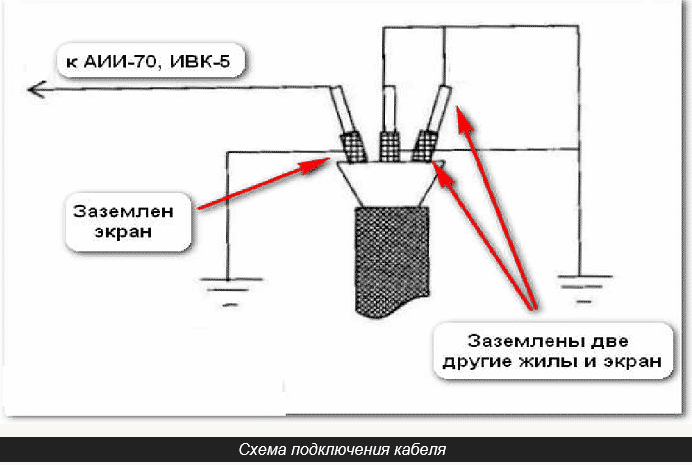 к АИИ-70, ИВК-5
Заземлен
экран
Заземлены две
другие жилы и экран
Схема подключения кабеля